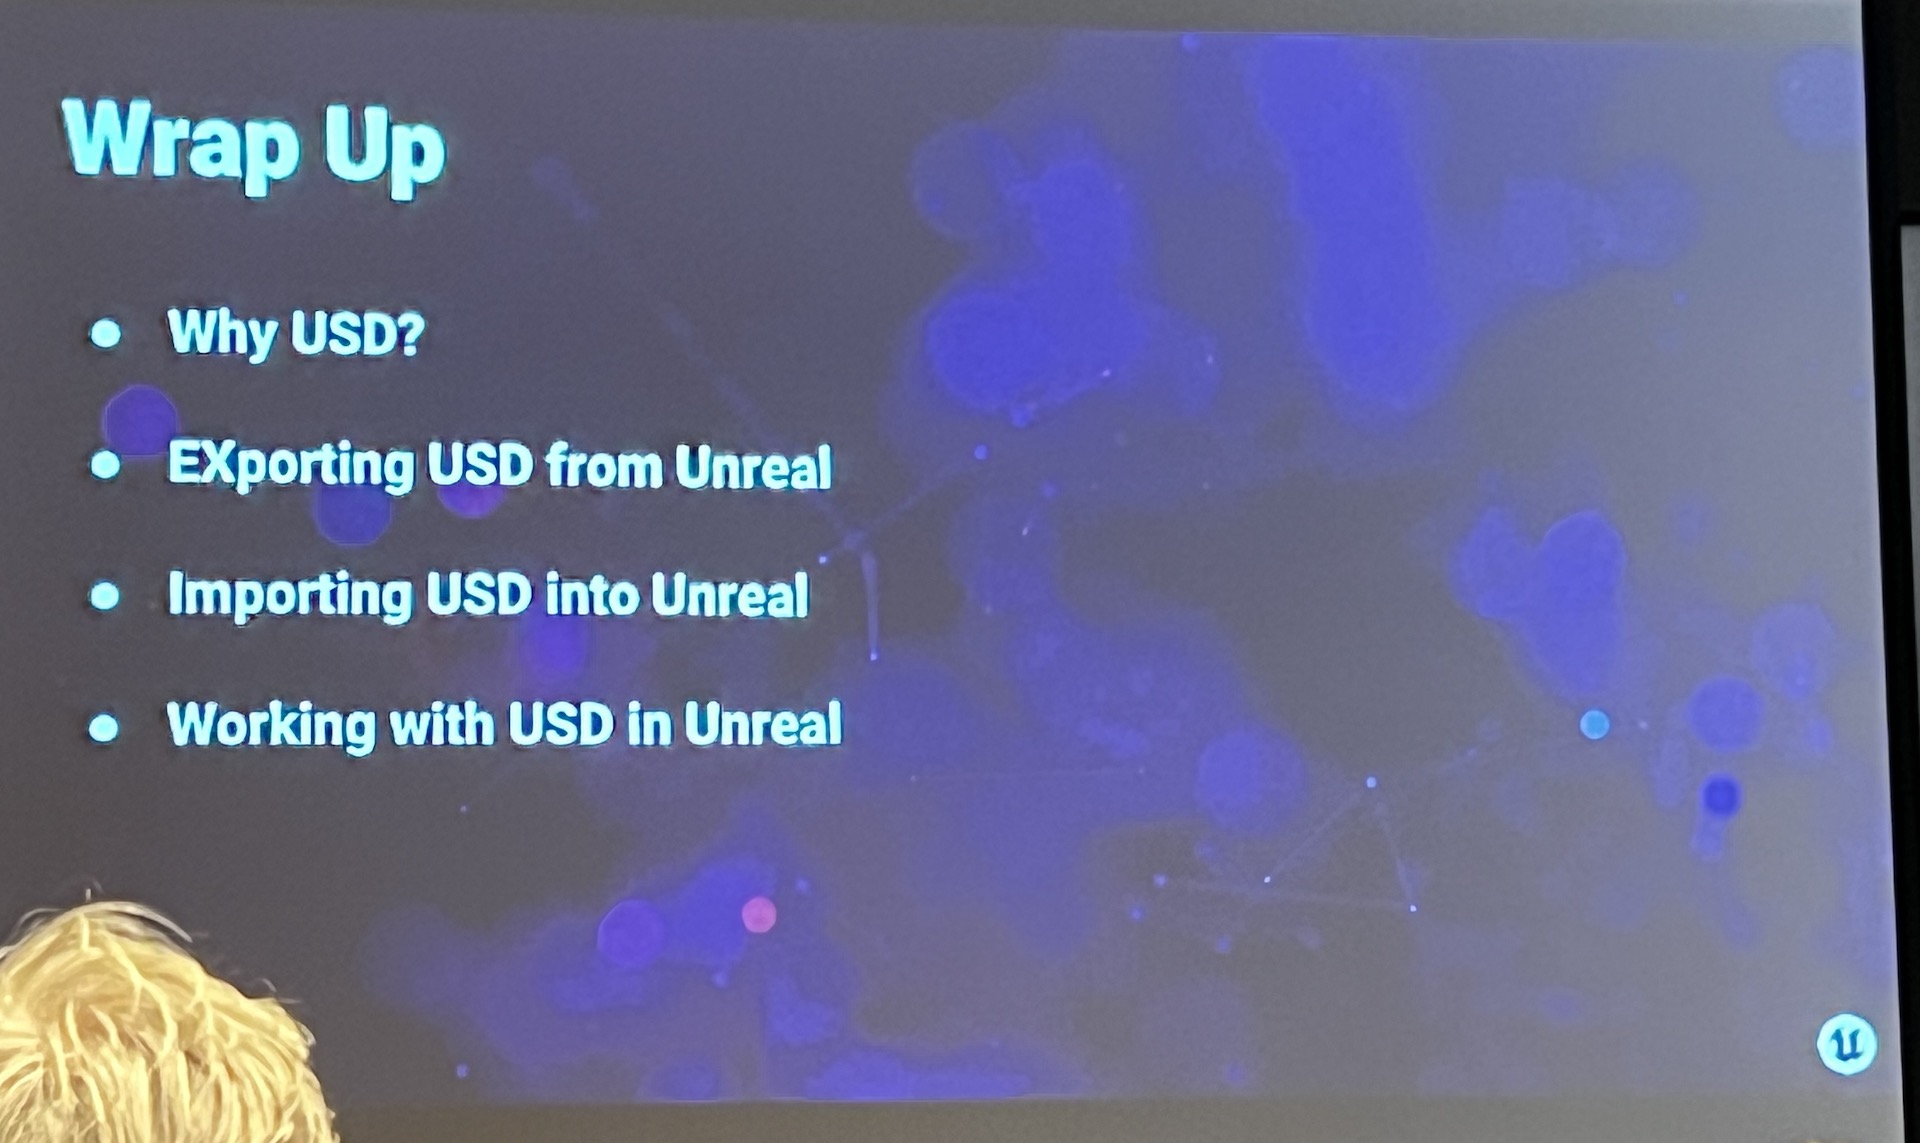 Wrap Up
• Why USD?
• EXporting USD from Unreal
• Importing USD into Unreal
• Working with USD in Unreal